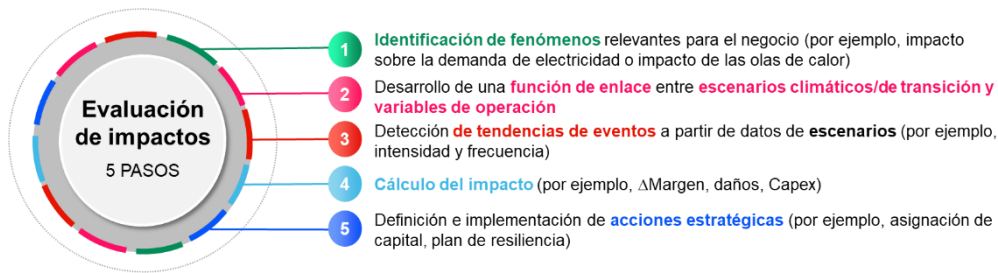 Evaluación
de impactos
5 PASOS
1
Identificación de fenómenos relevantes para el negocio (por ejemplo, impacto
sobre la demanda de electricidad o impacto de las olas de calor)
2
Desarrollo de una función de enlace entre escenarios climáticos/de transición y
variables de operación
3
Detección de tendencias de eventos a partir de datos de escenarios (por ejemplo,
intensidad y frecuencia)
4
Cálculo del impacto (por ejemplo, ΔMargen, daños, Capex)
5
Definición e implementación de acciones estratégicas (por ejemplo, asignación de
capital, plan de resiliencia)